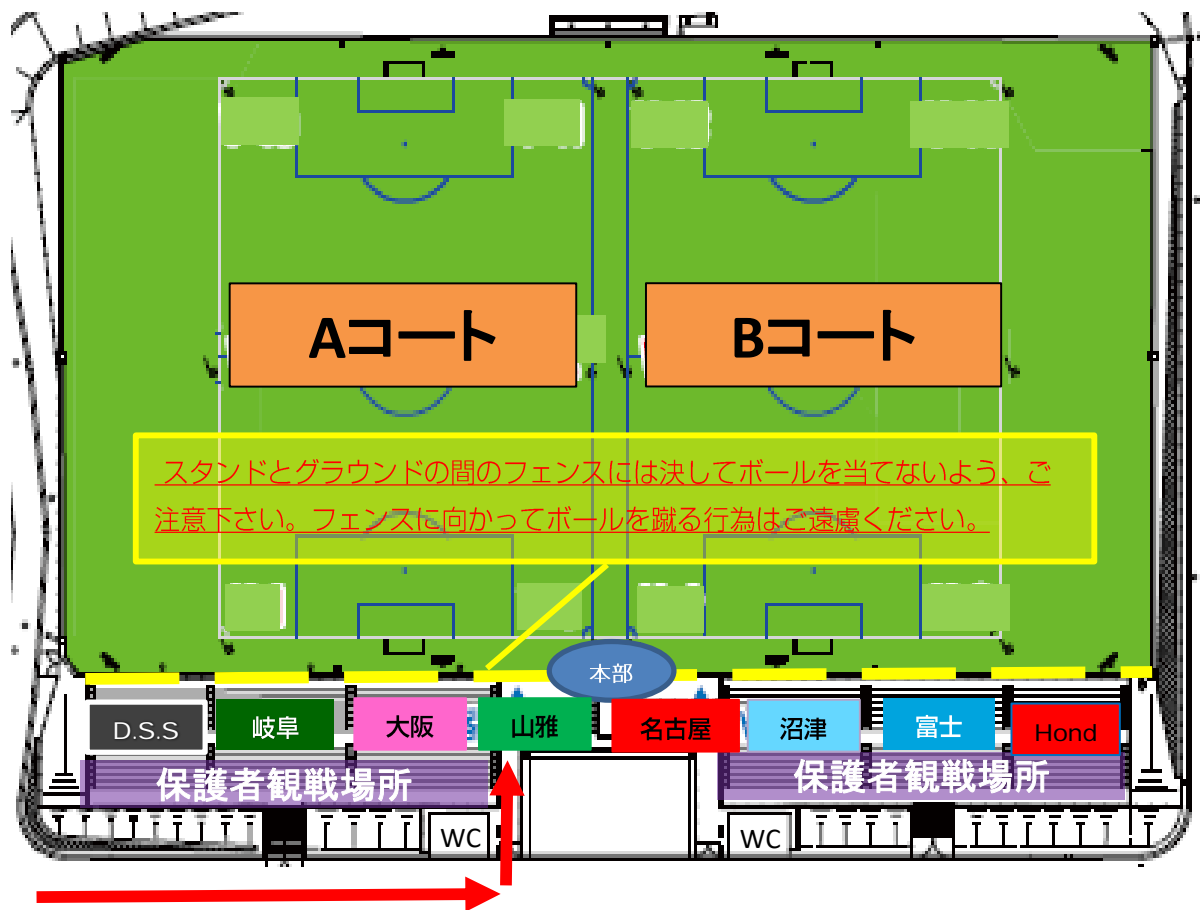 Aコート
Bコート
スタンドとグラウンドの間のフェンスには決してボールを当てないよう、ご
注意下さい。フェンスに向かってボールを蹴る行為はご遠慮ください。
本部
D.S.S
岐阜
大阪
山雅
名古屋
沼津
富士
Hond
保護者観戦場所
保護者観戦場所
WC
WC